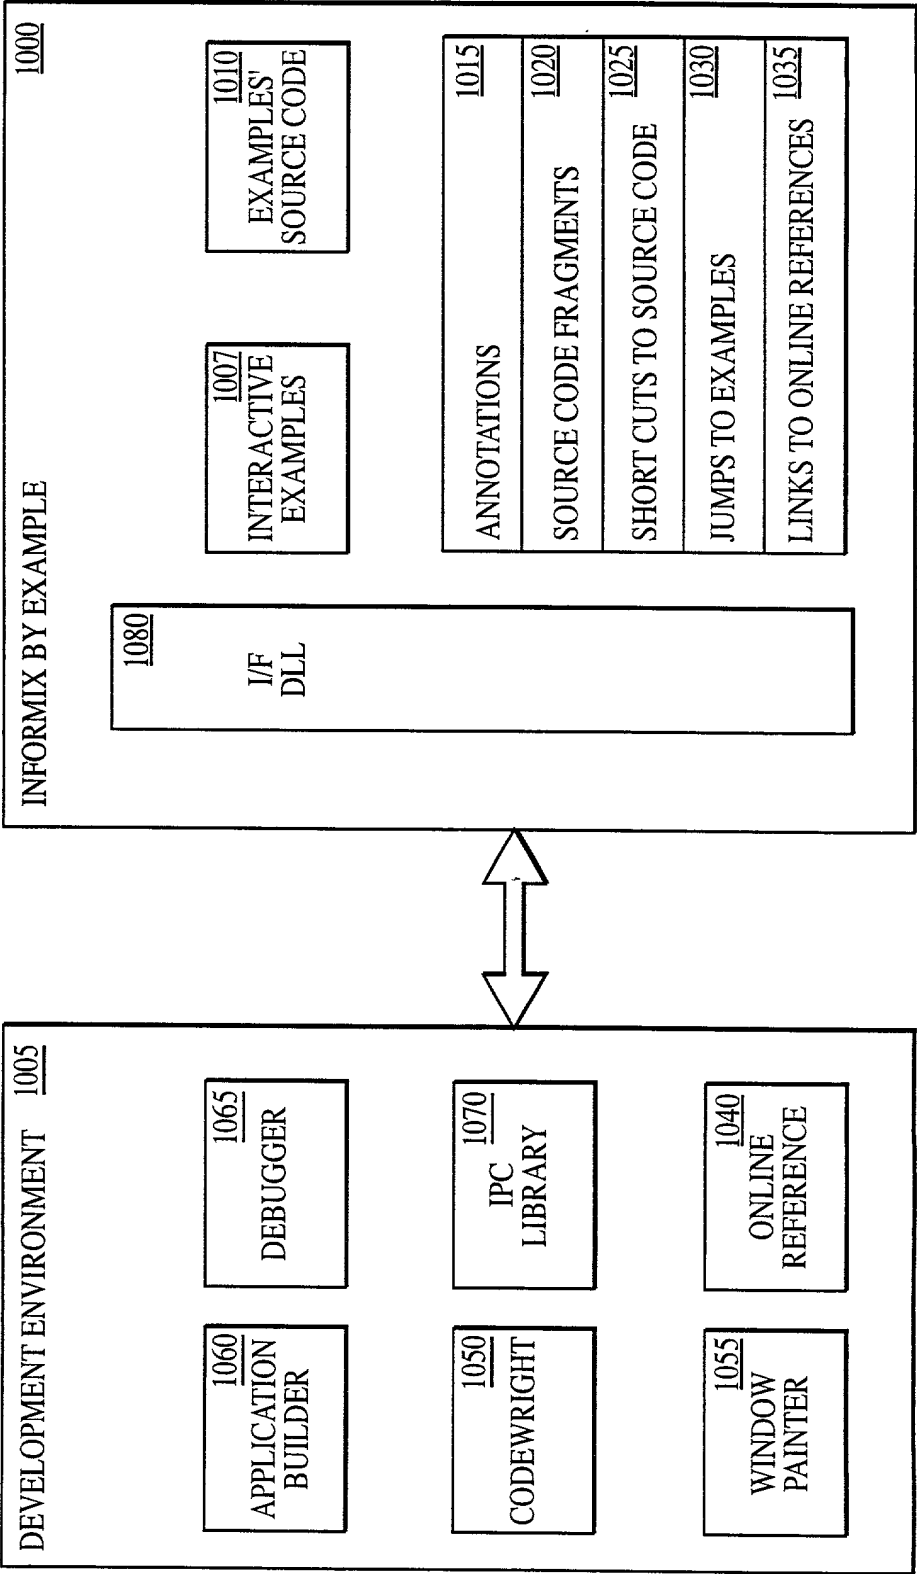 DEVELOPMENT ENVIRONMENT 1005
1060
APPLICATION
BUILDER
1065
DEBUGGER
1050
CODEWRIGHT
1070
IPC
LIBRARY
1055
WINDOW
PAINTER
1040
ONLINE
REFERENCE
INFORMIX BY EXAMPLE 1000
1080
I/F
DLL
1007
INTERACTIVE
EXAMPLES
1010
EXAMPLES'
SOURCE CODE
ANNOTATIONS 1015
SOURCE CODE FRAGMENTS 1020
SHORT CUTS TO SOURCE CODE 1025
JUMPS TO EXAMPLES 1030
LINKS TO ONLINE REFERENCES 1035